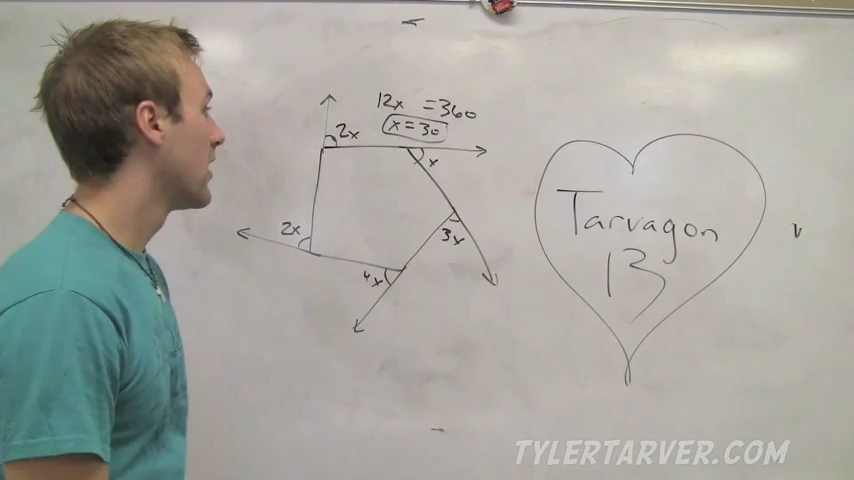 12x = 360
x = 30
2x
x
2x
3x
4x
Tarvagon
13
TYLERTARVER.COM